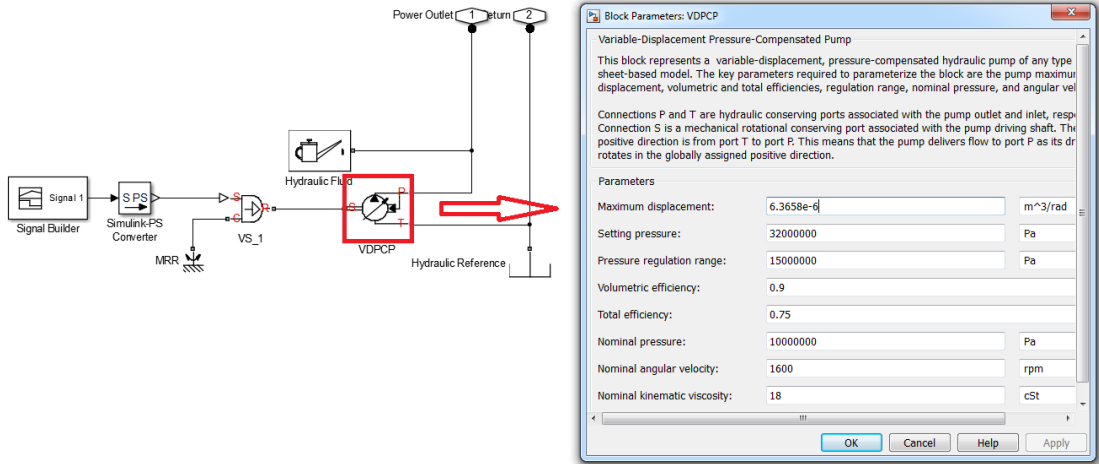 Power Outlet 1 eturn 2
Hydraulic Fluid
Signal 1
Signal Builder
S PS
Simulink-PS
Converter
S
C
R
VS_1
MRR
S
P
T
VDPCP
Hydraulic Reference
Block Parameters: VDPCP
Variable-Displacement Pressure-Compensated Pump
This block represents a variable-displacement, pressure-compensated hydraulic pump of any type
sheet-based model. The key parameters required to parameterize the block are the pump maximum
displacement, volumetric and total efficiencies, regulation range, nominal pressure, and angular vel
Connections P and T are hydraulic conserving ports associated with the pump outlet and inlet, respe
Connection S is a mechanical rotational conserving port associated with the pump driving shaft. The
positive direction is from port T to port P. This means that the pump delivers flow to port P as its dr
rotates in the globally assigned positive direction.
Parameters
Maximum displacement: 6.3658e-6 m^3/rad
Setting pressure: 32000000 Pa
Pressure regulation range: 15000000 Pa
Volumetric efficiency: 0.9
Total efficiency: 0.75
Nominal pressure: 10000000 Pa
Nominal angular velocity: 1600 rpm
Nominal kinematic viscosity: 18 cSt
OK Cancel Help Apply